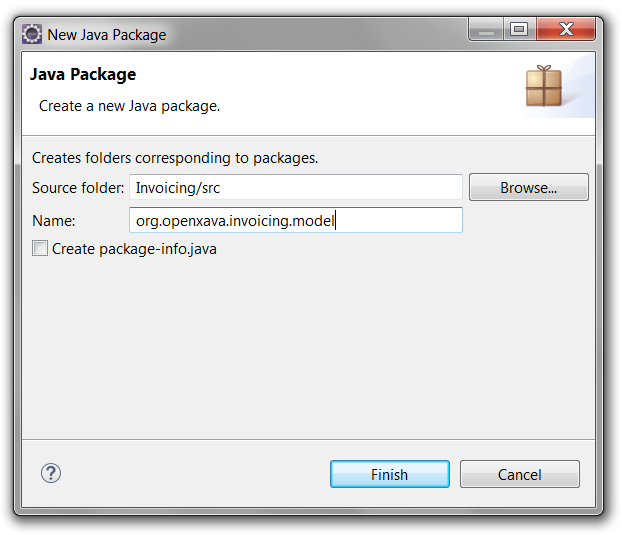 New Java Package
Java Package
Create a new Java package.
Creates folders corresponding to packages.
Source folder: Invoicing/src Browse...
Name: org.openxava.invoicing.model
Create package-info.java
? Finish Cancel